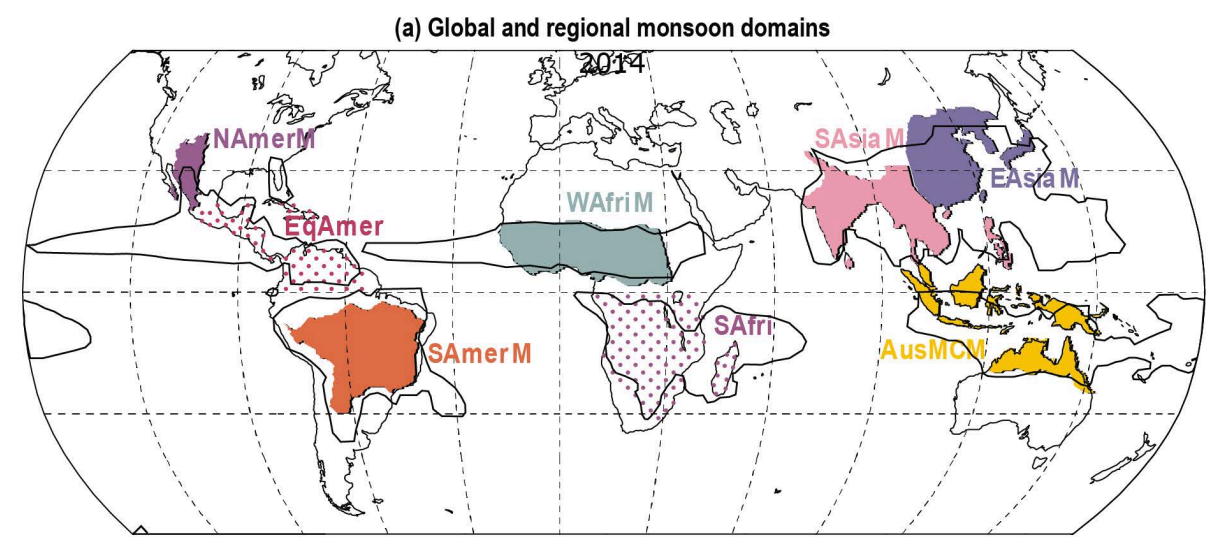 (a) Global and regional monsoon domains
2014
NAmerM
SAsiaM
EAsiaM
WAfriM
EqAmer
SAfri
SAmerM
AusMCM